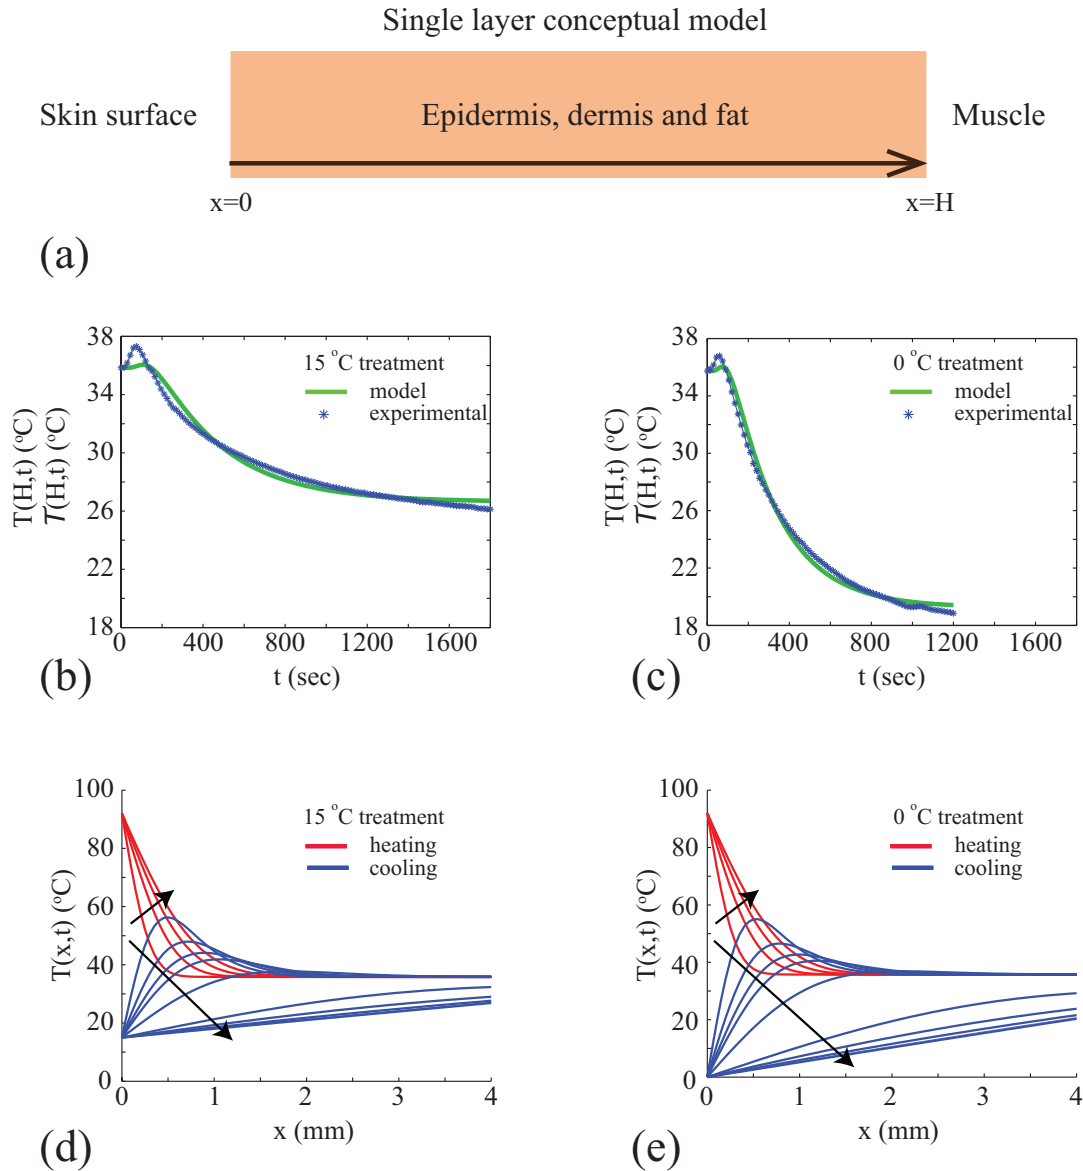 Single layer conceptual model
Skin surface
Epidermis, dermis and fat
Muscle
x=0
x=H
(a)
38
34
30
26
22
18
0 400 800 1200 1600
T(H,t) (°C)
𝒯(H,t) (°C)
15 °C treatment
model
experimental
t (sec)
(b)
38
34
30
26
22
18
0 400 800 1200 1600
T(H,t) (°C)
𝒯(H,t) (°C)
0 °C treatment
model
experimental
t (sec)
(c)
100
80
60
40
20
0
0 1 2 3 4
T(x,t) (°C)
15 °C treatment
heating
cooling
x (mm)
(d)
100
80
60
40
20
0
0 1 2 3 4
T(x,t) (°C)
0 °C treatment
heating
cooling
x (mm)
(e)